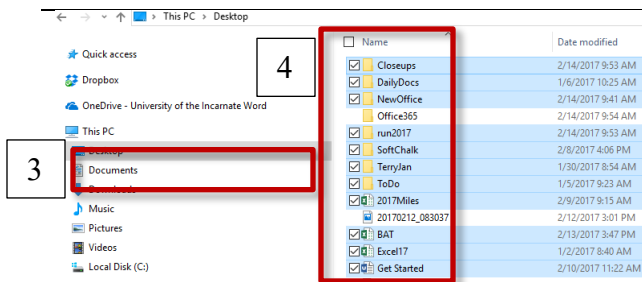 This PC > Desktop
Name Date modified
Quick access
Dropbox
OneDrive - University of the Incarnate Word
This PC
Desktop
Documents
Downloads
Music
Pictures
Videos
Local Disk (C:)
3
4
Closeups 2/14/2017 9:53 AM
DailyDocs 1/6/2017 10:25 AM
NewOffice 2/14/2017 9:41 AM
Office365 2/14/2017 9:54 AM
run2017 2/14/2017 9:53 AM
SoftChalk 2/8/2017 4:06 PM
TerryJan 1/30/2017 8:54 AM
ToDo 1/5/2017 9:23 AM
2017Miles 2/9/2017 9:15 AM
20170212_083037 2/12/2017 3:01 PM
BAT 2/13/2017 3:47 PM
Excel17 1/2/2017 8:40 AM
Get Started 2/10/2017 11:22 AM